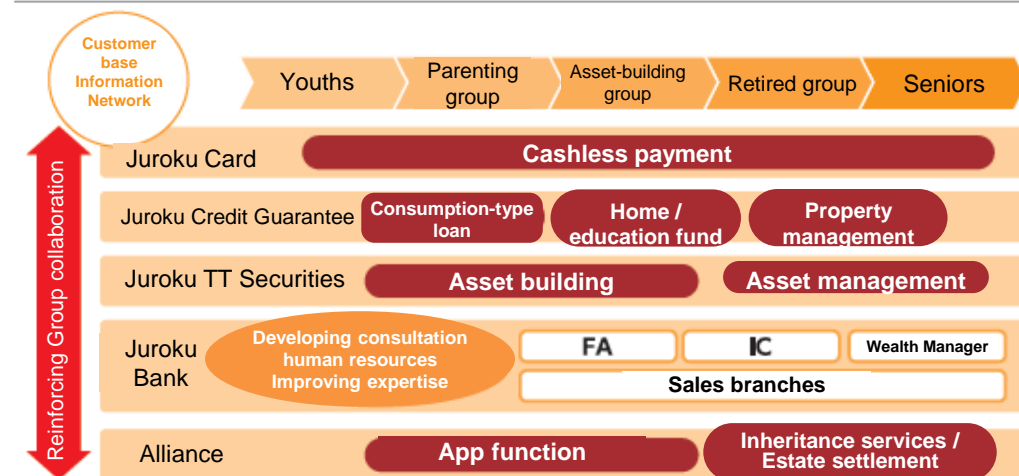 Customer
base
Information
Network
Youths
Parenting
group
Asset-building
group
Retired group
Seniors
Reinforcing Group collaboration
Juroku Card
Cashless payment
Juroku Credit Guarantee
Consumption-type
loan
Home /
education fund
Property
management
Juroku TT Securities
Asset building
Asset management
Juroku
Bank
Developing consultation
human resources
Improving expertise
FA
IC
Wealth Manager
Sales branches
Alliance
App function
Inheritance services /
Estate settlement